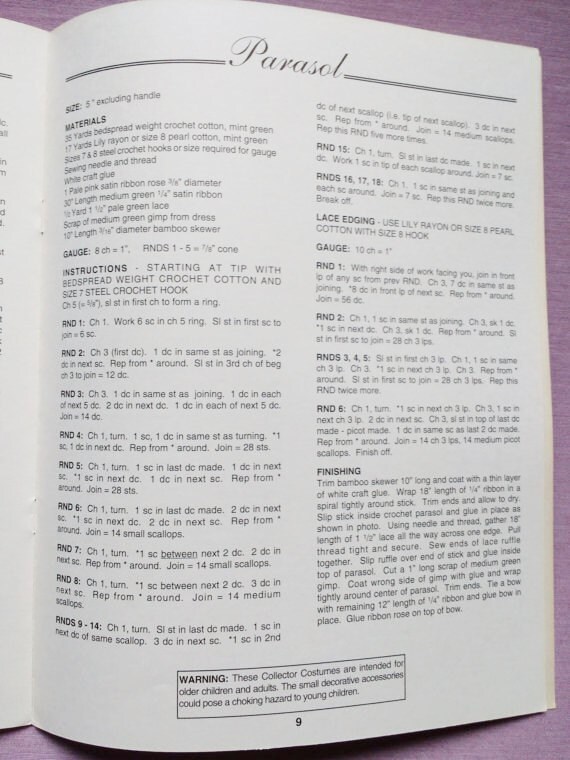 Parasol
SIZE: 5" excluding handle
MATERIALS
35 Yards bedspread weight crochet cotton, mint green
17 Yards Lily rayon or size 8 pearl cotton, mint green
Sizes 7 & 8 steel crochet hooks or size required for gauge
Sewing needle and thread
White craft glue
1 Pale pink satin ribbon rose 3/8" diameter
30" Length medium green 1/4" satin ribbon
1/2 Yard 1 1/2" pale green lace
Scrap of medium green gimp from dress
10" Length 3/16" diameter bamboo skewer
GAUGE: 8 ch = 1". RNDS 1 - 5 = 7/8" cone
INSTRUCTIONS - STARTING AT TIP WITH
BEDSPREAD WEIGHT CROCHET COTTON AND
SIZE 7 STEEL CROCHET HOOK
Ch 5 (= 5/8"), sl st in first ch to form a ring.
RND 1: Ch 1. Work 6 sc in ch 5 ring. Sl st in first sc to
join = 6 sc.
RND 2: Ch 3 (first dc). 1 dc in same st as joining. *2
dc in next sc. Rep from * around. Sl st in 3rd ch of beg
ch 3 to join = 12 dc.
RND 3: Ch 3. 1 dc in same st as joining. 1 dc in each
of next 5 dc. 2 dc in next dc. 1 dc in each of next 5 dc.
Join = 14 dc.
RND 4: Ch 1, turn. 1 sc, 1 dc in same st as turning. *1
sc, 1 dc in next dc. Rep from * around. Join = 28 sts.
RND 5: Ch 1, turn. 1 sc in last dc made. 1 dc in next
sc. *1 sc in next dc. 1 dc in next sc. Rep from *
around. Join = 28 sts.
RND 6: Ch 1, turn. 1 sc in last dc made. 2 dc in next
sc. *1 sc in next dc. 2 dc in next sc. Rep from *
around. Join = 14 small scallops.
RND 7: Ch 1, turn. *1 sc between next 2 dc. 2 dc in
next sc. Rep from * around. Join = 14 small scallops.
RND 8: Ch 1, turn. *1 sc between next 2 dc. 3 dc in
next sc. Rep from * around. Join = 14 medium
scallops.
RNDS 9 - 14: Ch 1, turn. Sl st in last dc made. 1 sc in
next dc of same scallop. 3 dc in next sc. *1 sc in 2nd
dc of next scallop (i.e. tip of next scallop). 3 dc in next
sc. Rep from * around. Join = 14 medium scallops.
Rep this RND five more times.
RND 15: Ch 1, turn. Sl st in last dc made. 1 sc in next
dc. Work 1 sc in tip of each scallop around. Join = 7 sc.
RNDS 16, 17, 18: Ch 1, 1 sc in same st as joining and
each sc around. Join = 7 sc. Rep this RND twice more.
Break off.
LACE EDGING - USE LILY RAYON OR SIZE 8 PEARL
COTTON WITH SIZE 8 HOOK
GAUGE: 10 ch = 1"
RND 1: With right side of work facing you, join in front
lp of any sc from prev RND. Ch 3, 7 dc in same st as
joining. *8 dc in front lp of next sc. Rep from * around.
Join = 56 dc.
RND 2: Ch 1, 1 sc in same st as joining. Ch 3, sk 1 dc.
*1 sc in next dc. Ch 3, sk 1 dc. Rep from * around. Sl
st in first sc to join = 28 ch 3 lps.
RNDS 3, 4, 5: Sl st in first ch 3 lp. Ch 1, 1 sc in same
ch 3 lp. Ch 3. *1 sc in next ch 3 lp. Ch 3. Rep from *
around. Sl st in first sc to join = 28 ch 3 lps. Rep this
RND twice more.
RND 6: Ch 1, turn. *1 sc in next ch 3 lp. Ch 3, 1 sc in
next ch 3 lp. 2 dc in next sc. Ch 3, sl st in top of last dc
made - picot made. 1 dc in same sc as last 2 dc made.
Rep from * around. Join = 14 ch 3 lps, 14 medium picot
scallops. Finish off.
FINISHING
Trim bamboo skewer 10" long and coat with a thin layer
of white craft glue. Wrap 18" length of 1/4" ribbon in a
spiral tightly around stick. Trim ends and allow to dry.
Slip stick inside crochet parasol and glue in place as
shown in photo. Using needle and thread, gather 18"
length of 1 1/2" lace all the way across one edge. Pull
thread tight and secure. Sew ends of lace ruffle
together. Slip ruffle over end of stick and glue inside
top of parasol. Cut a 1" long scrap of medium green
gimp. Coat wrong side of gimp with glue and wrap
tightly around center of parasol. Trim ends. Tie a bow
with remaining 12" length of 1/4" ribbon and glue bow in
place. Glue ribbon rose on top of bow.
WARNING: These Collector Costumes are intended for
older children and adults. The small decorative accessories
could pose a choking hazard to young children.
9